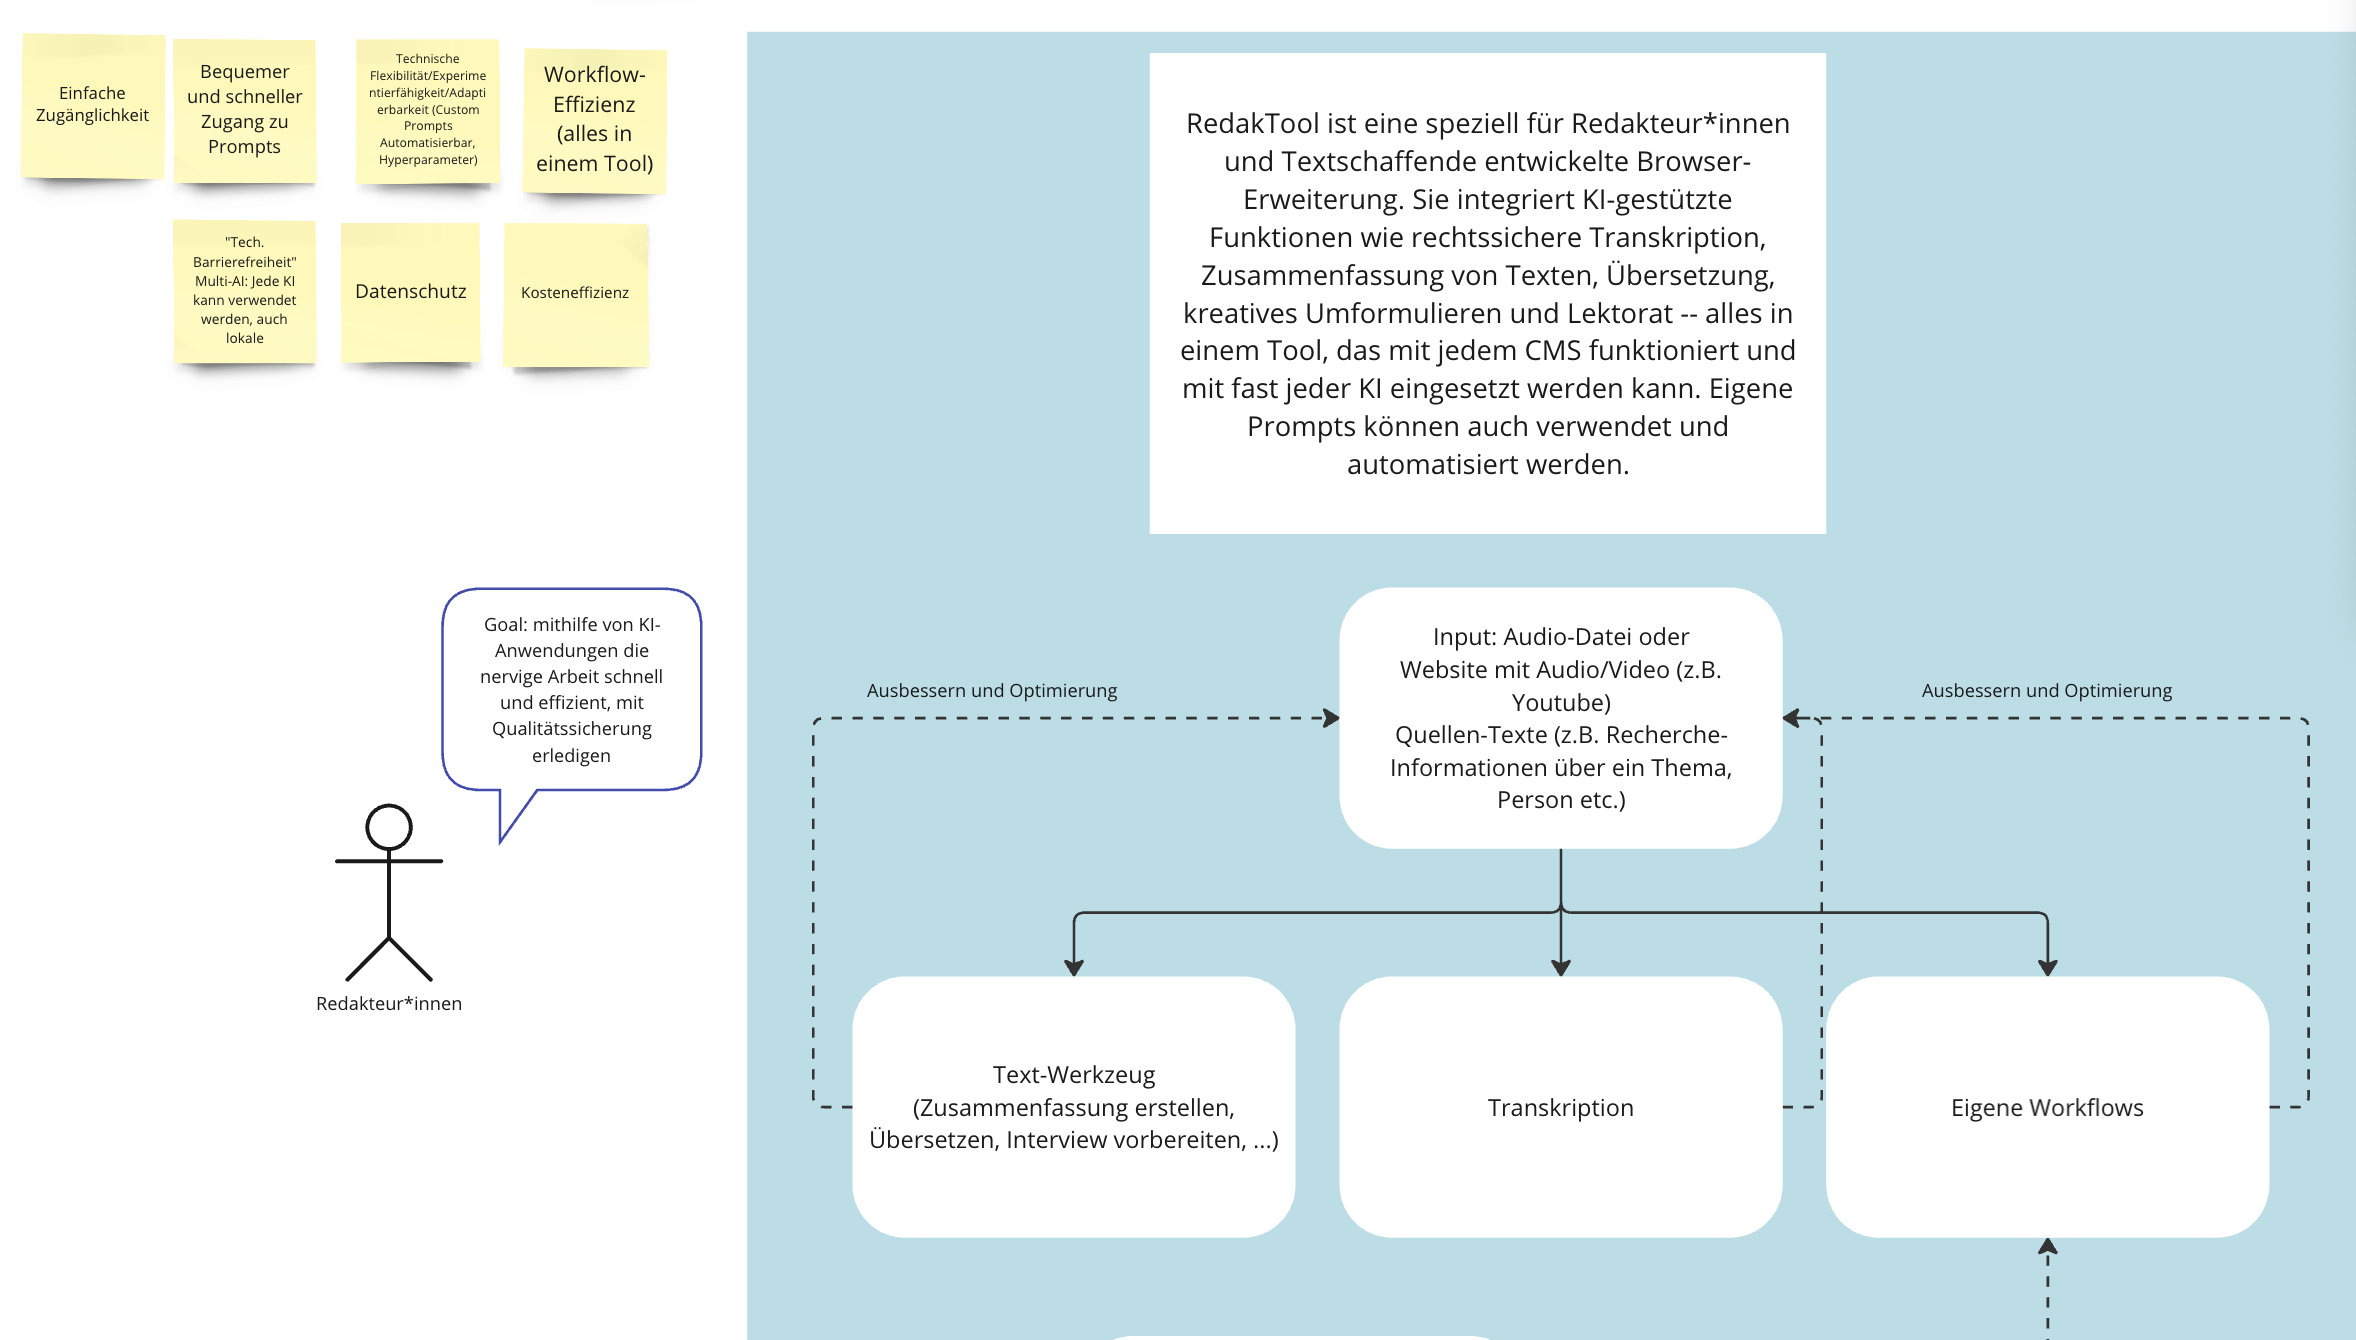 Einfache
Zugänglichkeit
Bequemer
und schneller
Zugang zu
Prompts
Technische
Flexibilität/Experime
ntierfähigkeit/Adapti
erbarkeit (Custom
Prompts
Automatisierbar,
Hyperparameter)
Workflow-
Effizienz
(alles in
einem Tool)
"Tech.
Barrierefreiheit"
Multi-AI: Jede KI
kann verwendet
werden, auch
lokale
Datenschutz
Kosteneffizienz
RedakTool ist eine speziell für Redakteur*innen
und Textschaffende entwickelte Browser-
Erweiterung. Sie integriert KI-gestützte
Funktionen wie rechtssichere Transkription,
Zusammenfassung von Texten, Übersetzung,
kreatives Umformulieren und Lektorat -- alles in
einem Tool, das mit jedem CMS funktioniert und
mit fast jeder KI eingesetzt werden kann. Eigene
Prompts können auch verwendet und
automatisiert werden.
Goal: mithilfe von KI-
Anwendungen die
nervige Arbeit schnell
und effizient, mit
Qualitätssicherung
erledigen
Redakteur*innen
Ausbessern und Optimierung
Input: Audio-Datei oder
Website mit Audio/Video (z.B.
Youtube)
Quellen-Texte (z.B. Recherche-
Informationen über ein Thema,
Person etc.)
Ausbessern und Optimierung
Text-Werkzeug
(Zusammenfassung erstellen,
Übersetzen, Interview vorbereiten, ...)
Transkription
Eigene Workflows